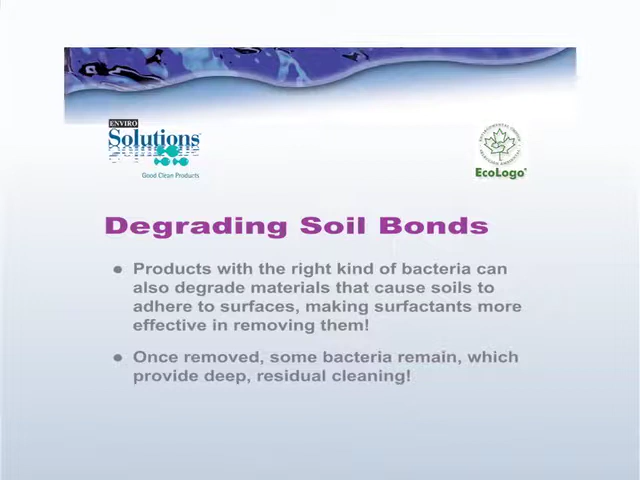 ENVIRO
Solutions
Good Clean Products
EcoLogo
Degrading Soil Bonds
● Products with the right kind of bacteria can
also degrade materials that cause soils to
adhere to surfaces, making surfactants more
effective in removing them!
● Once removed, some bacteria remain, which
provide deep, residual cleaning!